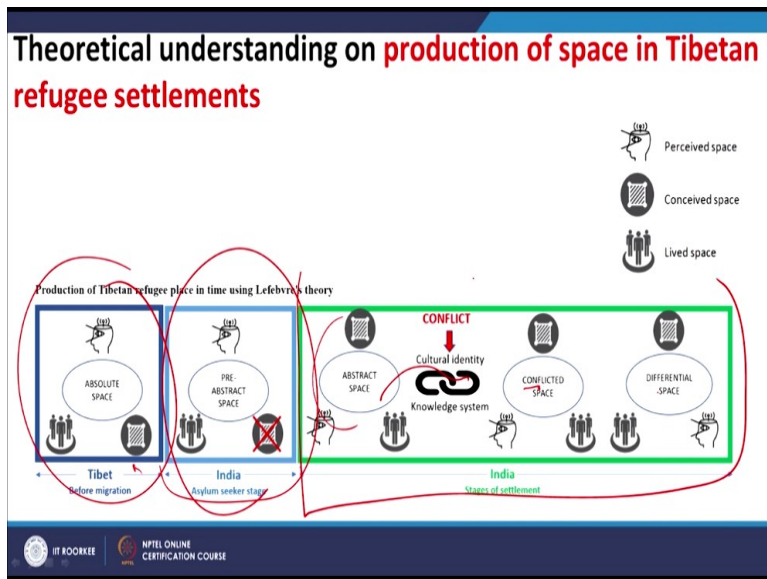 Theoretical understanding on production of space in Tibetan
refugee settlements
Perceived space
Conceived space
Lived space
Production of Tibetan refugee place in time using Lefebvre's theory
ABSOLUTE
SPACE
Tibet
Before migration
PRE-
ABSTRACT
SPACE
India
Asylum seeker stage
ABSTRACT
SPACE
CONFLICT
Cultural identity
Knowledge system
CONFLICTED
SPACE
DIFFERENTIAL
SPACE
India
Stages of settlement
IIT ROORKEE
NPTEL
NPTEL ONLINE
CERTIFICATION COURSE